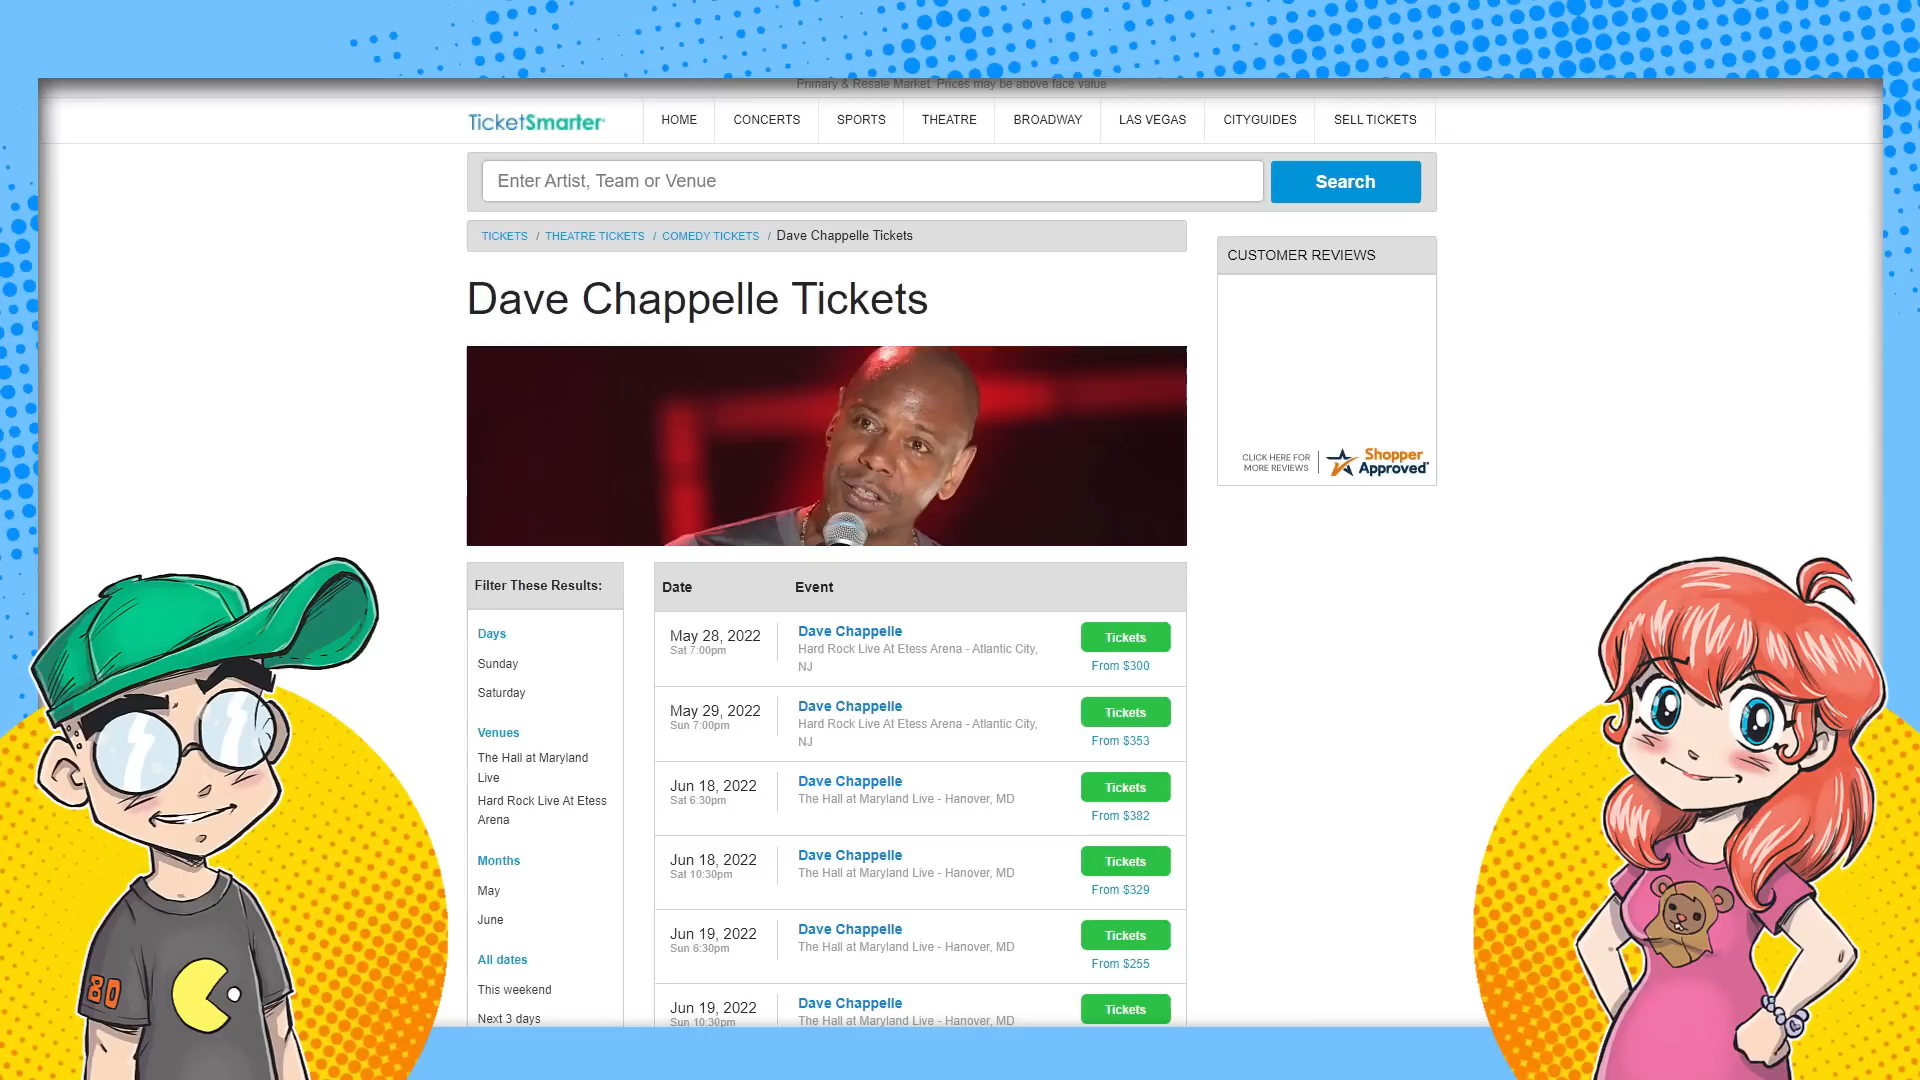 Primary & Resale Market. Prices may be above face value
TicketSmarter
HOME
CONCERTS
SPORTS
THEATRE
BROADWAY
LAS VEGAS
CITYGUIDES
SELL TICKETS
Enter Artist, Team or Venue
Search
TICKETS / THEATRE TICKETS / COMEDY TICKETS / Dave Chappelle Tickets
CUSTOMER REVIEWS
Dave Chappelle Tickets
CLICK HERE FOR
MORE REVIEWS
Shopper
Approved
Filter These Results:
Days
Sunday
Saturday
Venues
The Hall at Maryland
Live
Hard Rock Live At Etess
Arena
Months
May
June
All dates
This weekend
Next 3 days
Date
Event
May 28, 2022
Sat 7:00pm
Dave Chappelle
Hard Rock Live At Etess Arena - Atlantic City,
NJ
Tickets
From $300
May 29, 2022
Sun 7:00pm
Dave Chappelle
Hard Rock Live At Etess Arena - Atlantic City,
NJ
Tickets
From $353
Jun 18, 2022
Sat 6:30pm
Dave Chappelle
The Hall at Maryland Live - Hanover, MD
Tickets
From $382
Jun 18, 2022
Sat 10:30pm
Dave Chappelle
The Hall at Maryland Live - Hanover, MD
Tickets
From $329
Jun 19, 2022
Sun 6:30pm
Dave Chappelle
The Hall at Maryland Live - Hanover, MD
Tickets
From $255
Jun 19, 2022
Sun 10:30pm
Dave Chappelle
The Hall at Maryland Live - Hanover, MD
Tickets
80